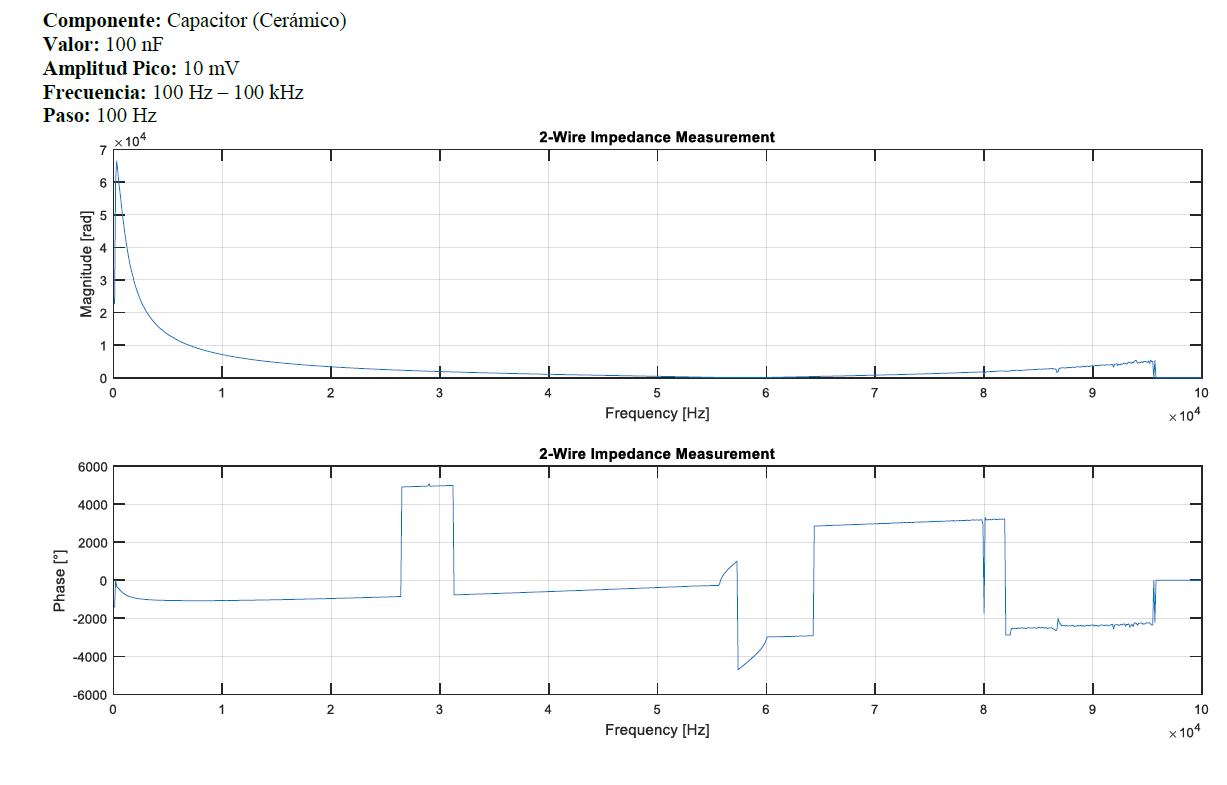 Componente: Capacitor (Cerámico)
Valor: 100 nF
Amplitud Pico: 10 mV
Frecuencia: 100 Hz – 100 kHz
Paso: 100 Hz
×10⁴
2-Wire Impedance Measurement
7
6
5
4
3
2
1
0
Magnitude [rad]
0 1 2 3 4 5 6 7 8 9 10
Frequency [Hz]
×10⁴
2-Wire Impedance Measurement
6000
4000
2000
0
-2000
-4000
-6000
Phase [°]
0 1 2 3 4 5 6 7 8 9 10
Frequency [Hz]
×10⁴